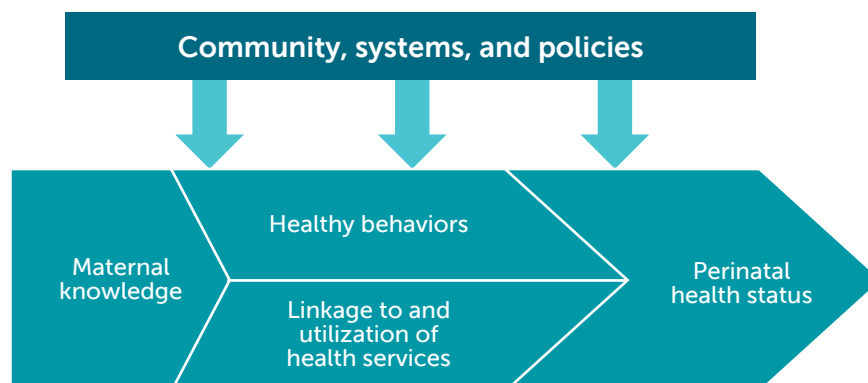 Community, systems, and policies
Healthy behaviors
Maternal
knowledge
Linkage to and
utilization of
health services
Perinatal
health status